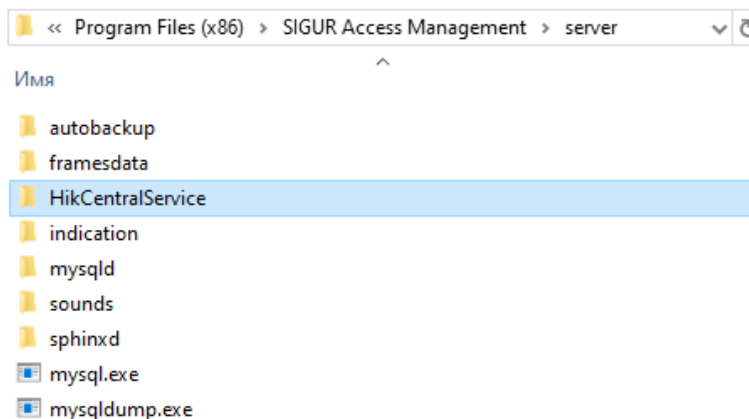 « Program Files (x86) > SIGUR Access Management > server
Имя
autobackup
framesdata
HikCentralService
indication
mysqld
sounds
sphinxd
mysql.exe
mysqldump.exe